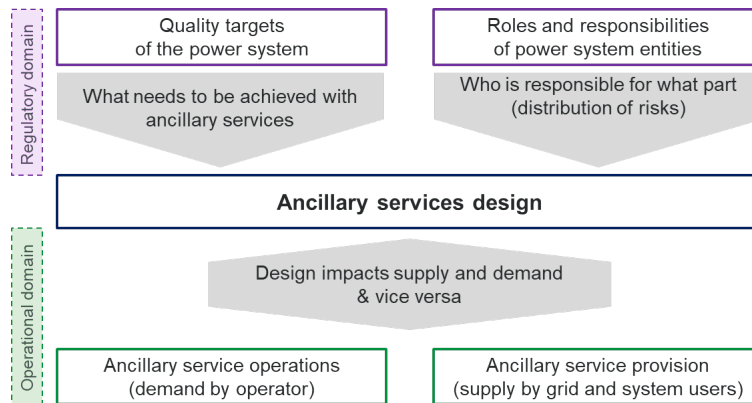 Regulatory domain
Quality targets
of the power system
Roles and responsibilities
of power system entities
What needs to be achieved with
ancillary services
Who is responsible for what part
(distribution of risks)
Ancillary services design
Operational domain
Design impacts supply and demand
& vice versa
Ancillary service operations
(demand by operator)
Ancillary service provision
(supply by grid and system users)